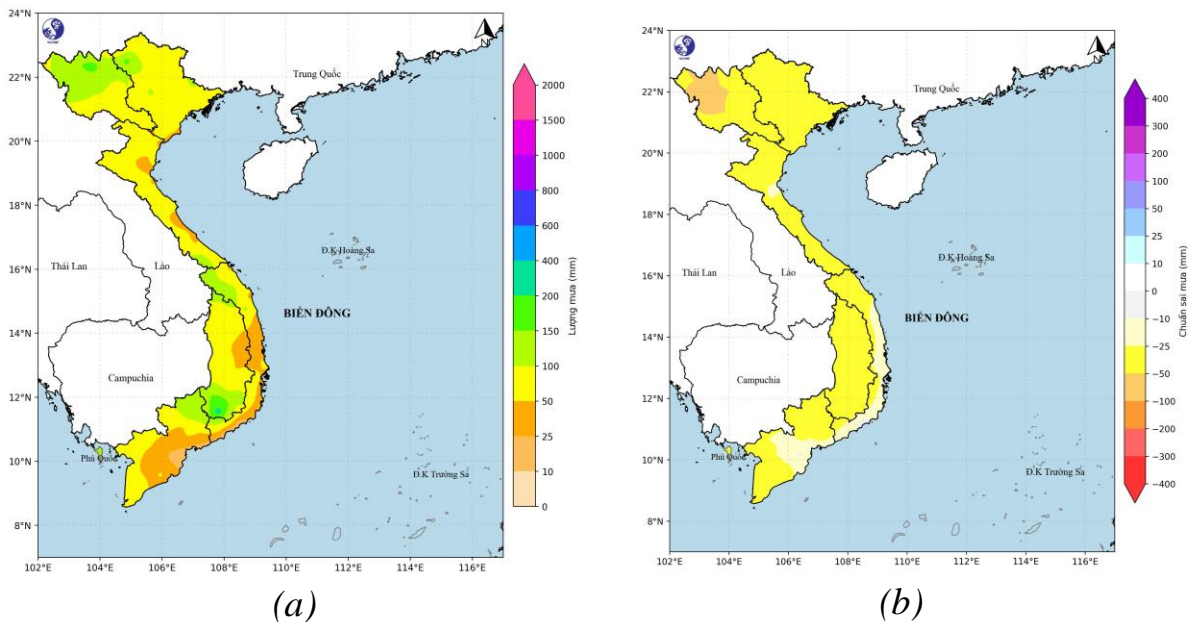 24°N
22°N
20°N
18°N
16°N
14°N
12°N
10°N
8°N
102°E 104°E 106°E 108°E 110°E 112°E 114°E 116°E
N
Trung Quốc
Đ.K Hoàng Sa
Thái Lan
Lào
BIỂN ĐÔNG
Campuchia
Phú Quốc
Đ.K Trường Sa
2000
1500
1000
800
600
400
200
150
100
50
25
10
0
Lượng mưa (mm)
(a)
24°N
22°N
20°N
18°N
16°N
14°N
12°N
10°N
8°N
102°E 104°E 106°E 108°E 110°E 112°E 114°E 116°E
N
Trung Quốc
Đ.K Hoàng Sa
Thái Lan
Lào
BIỂN ĐÔNG
Campuchia
Phú Quốc
Đ.K Trường Sa
400
300
200
100
50
25
10
0
−10
−25
−50
−100
−200
−300
−400
Chuẩn sai mưa (mm)
(b)